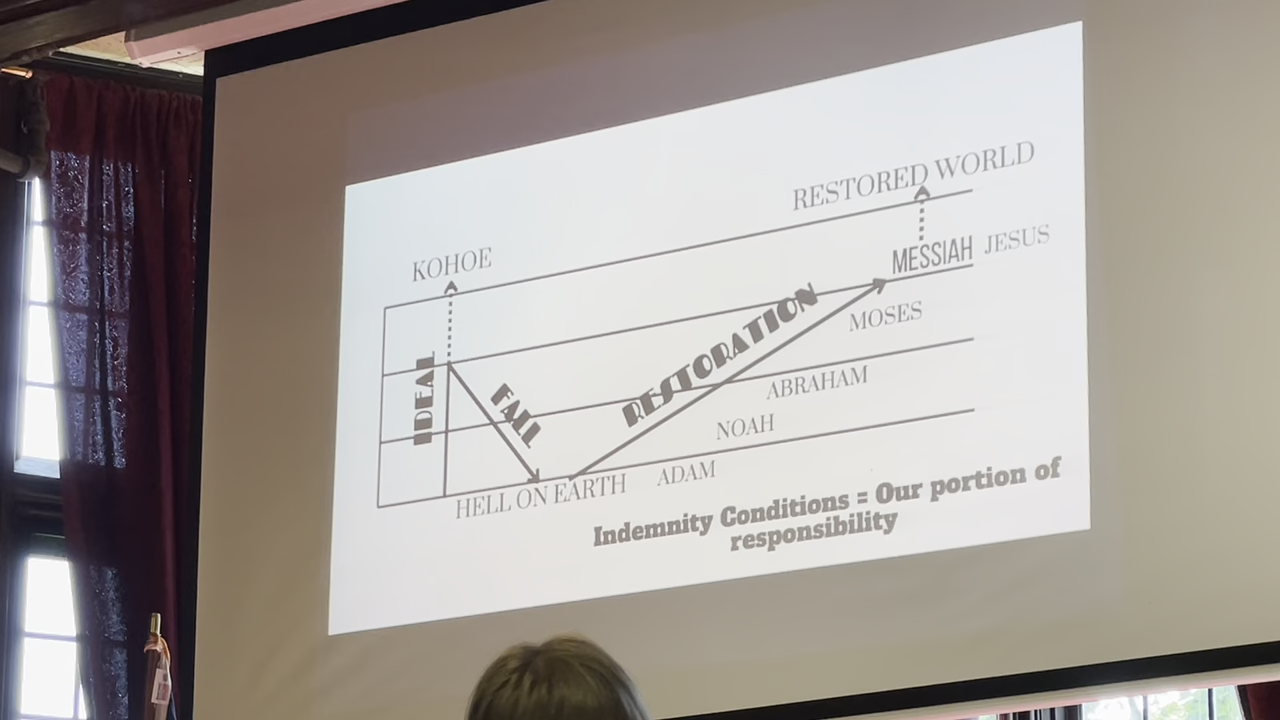 RESTORED WORLD
KOHOE
MESSIAH JESUS
IDEAL
FALL
RESTORATION
MOSES
ABRAHAM
NOAH
ADAM
HELL ON EARTH
Indemnity Conditions = Our portion of
responsibility